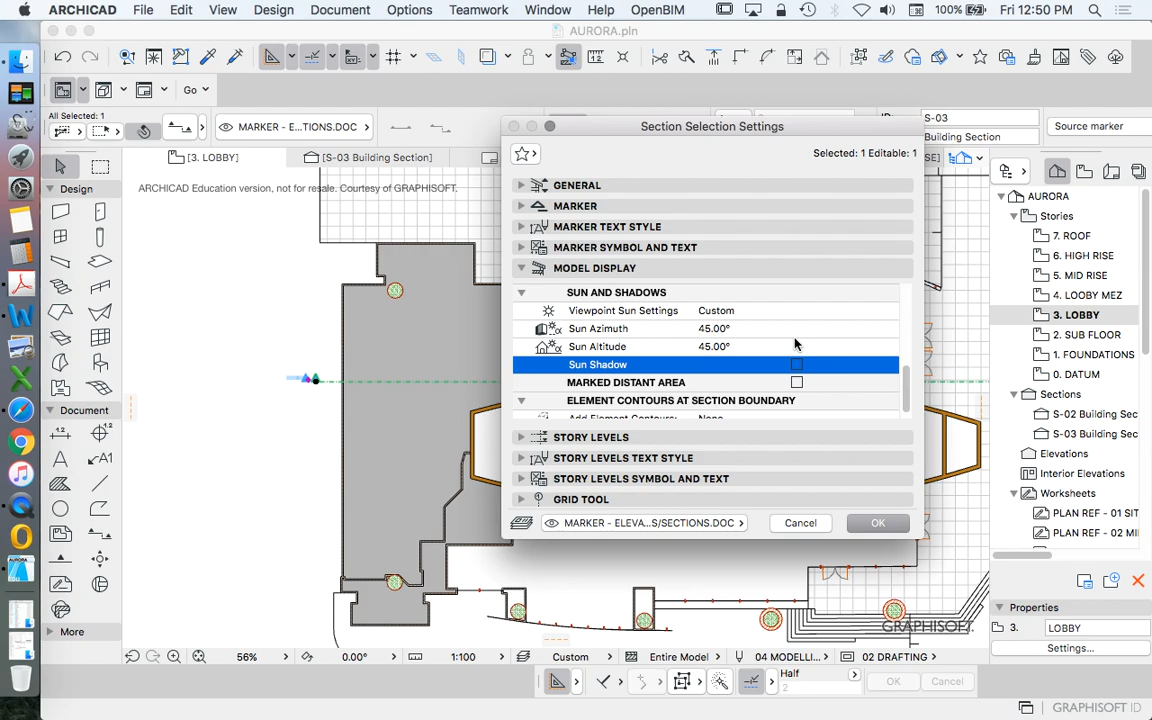 ARCHICAD File Edit View Design Document Options Teamwork Window Help OpenBIM 100% Fri 12:50 PM
AURORA.pln
Go
All Selected: 1
MARKER - E...TIONS.DOC
Section Selection Settings
S-03
Building Section
Source marker
[3. LOBBY]
[S-03 Building Section]
Selected: 1 Editable: 1
ARCHICAD Education version, not for resale. Courtesy of GRAPHISOFT.
Design
GENERAL
MARKER
MARKER TEXT STYLE
MARKER SYMBOL AND TEXT
MODEL DISPLAY
SUN AND SHADOWS
Viewpoint Sun Settings Custom
Sun Azimuth 45.00°
Sun Altitude 45.00°
Sun Shadow
MARKED DISTANT AREA
ELEMENT CONTOURS AT SECTION BOUNDARY
Add Element Contours: None
STORY LEVELS
STORY LEVELS TEXT STYLE
STORY LEVELS SYMBOL AND TEXT
GRID TOOL
MARKER - ELEVA...S/SECTIONS.DOC
Cancel
OK
AURORA
Stories
7. ROOF
6. HIGH RISE
5. MID RISE
4. LOOBY MEZ
3. LOBBY
2. SUB FLOOR
1. FOUNDATIONS
0. DATUM
Sections
S-02 Building Sec
S-03 Building Sec
Elevations
Interior Elevations
Worksheets
PLAN REF - 01 SIT
PLAN REF - 02 MI
Document
More
Properties
3. LOBBY
Settings...
GRAPHISOFT.
56% 0.00° 1:100 Custom Entire Model 04 MODELLI... 02 DRAFTING
Half
2
OK
Cancel
GRAPHISOFT ID